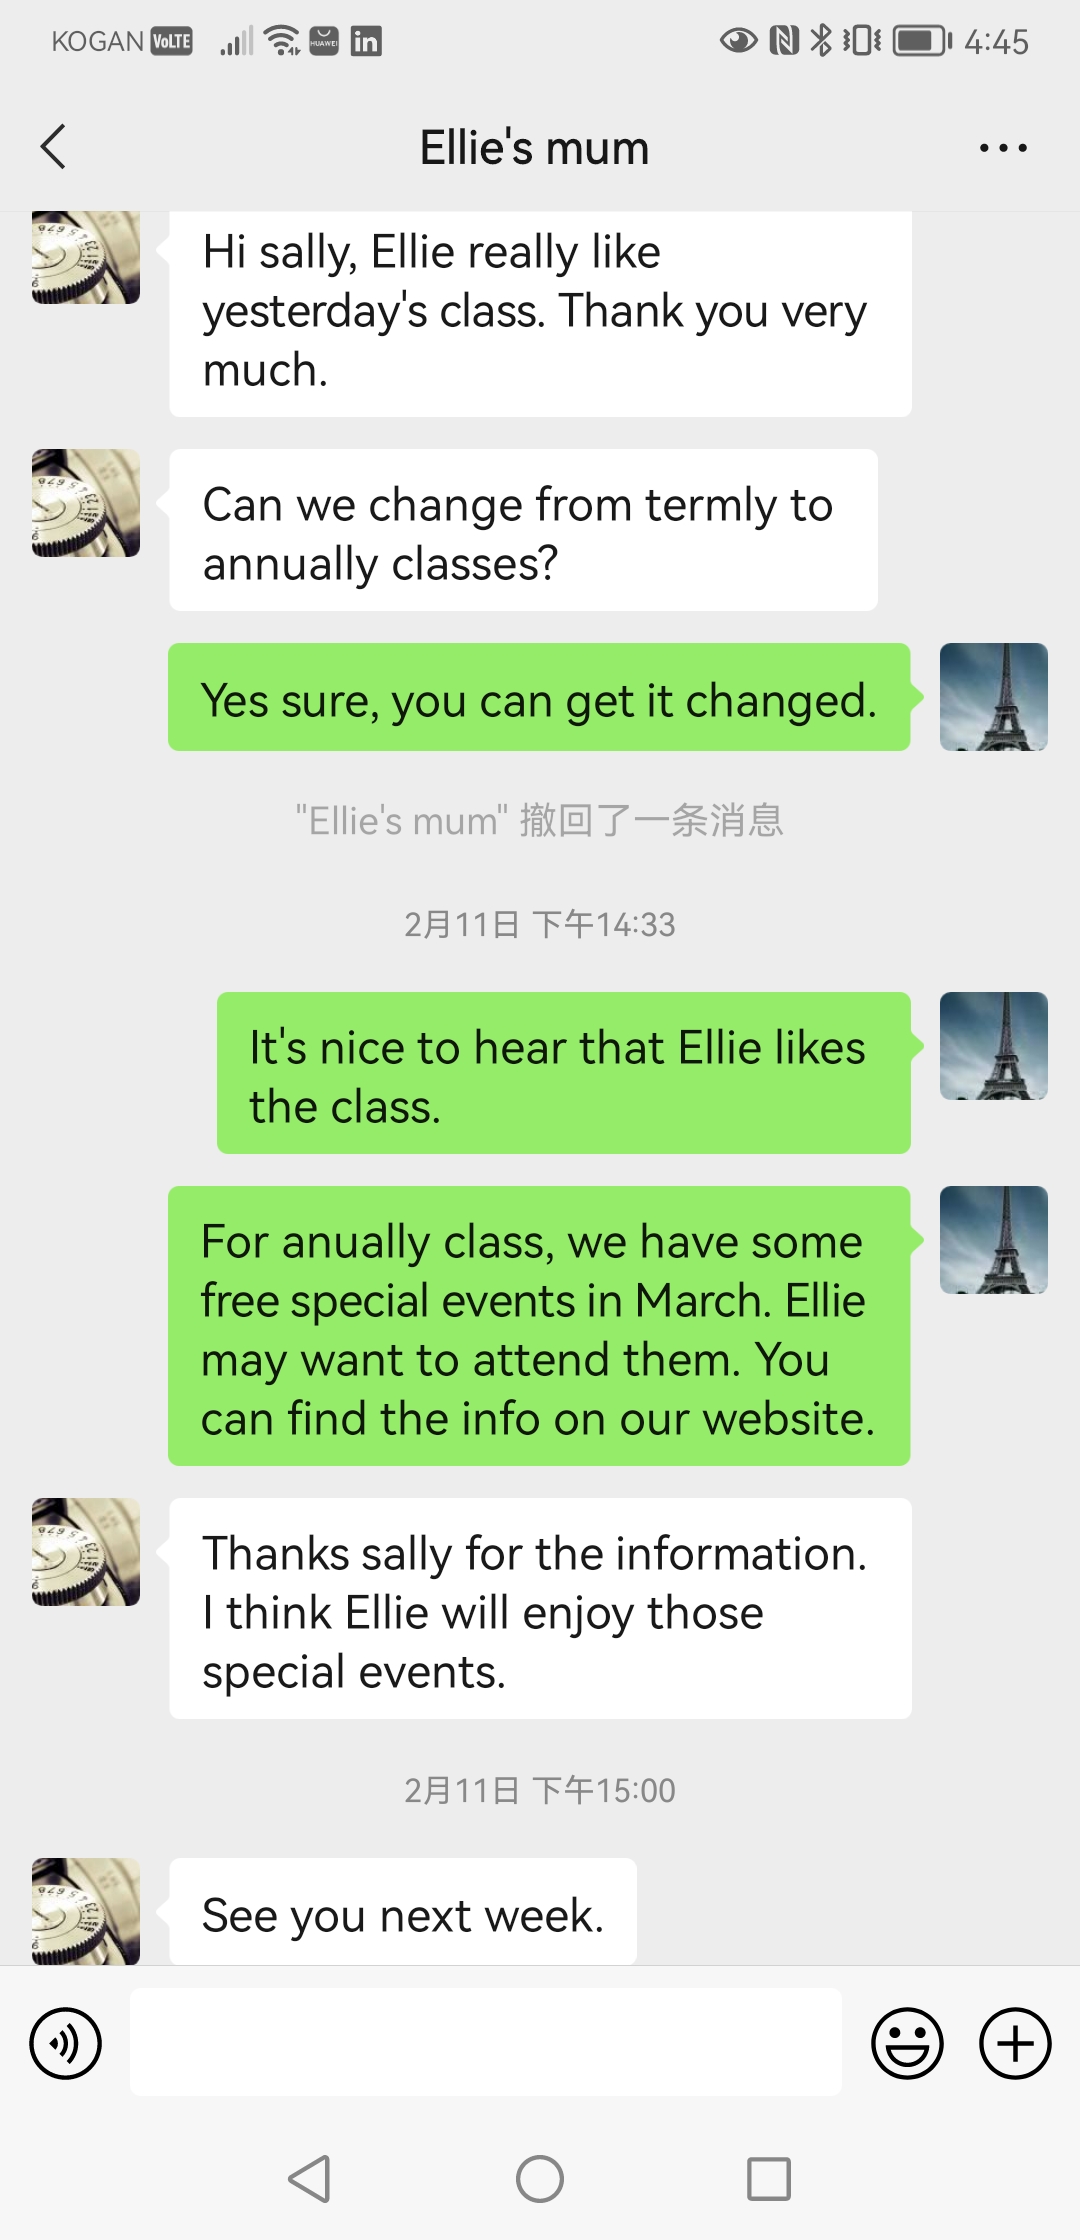 KOGAN VoLTE HUAWEI in 4:45
Ellie's mum
Hi sally, Ellie really like
yesterday's class. Thank you very
much.
Can we change from termly to
annually classes?
Yes sure, you can get it changed.
"Ellie's mum" 撤回了一条消息
2月11日 下午14:33
It's nice to hear that Ellie likes
the class.
For anually class, we have some
free special events in March. Ellie
may want to attend them. You
can find the info on our website.
Thanks sally for the information.
I think Ellie will enjoy those
special events.
2月11日 下午15:00
See you next week.